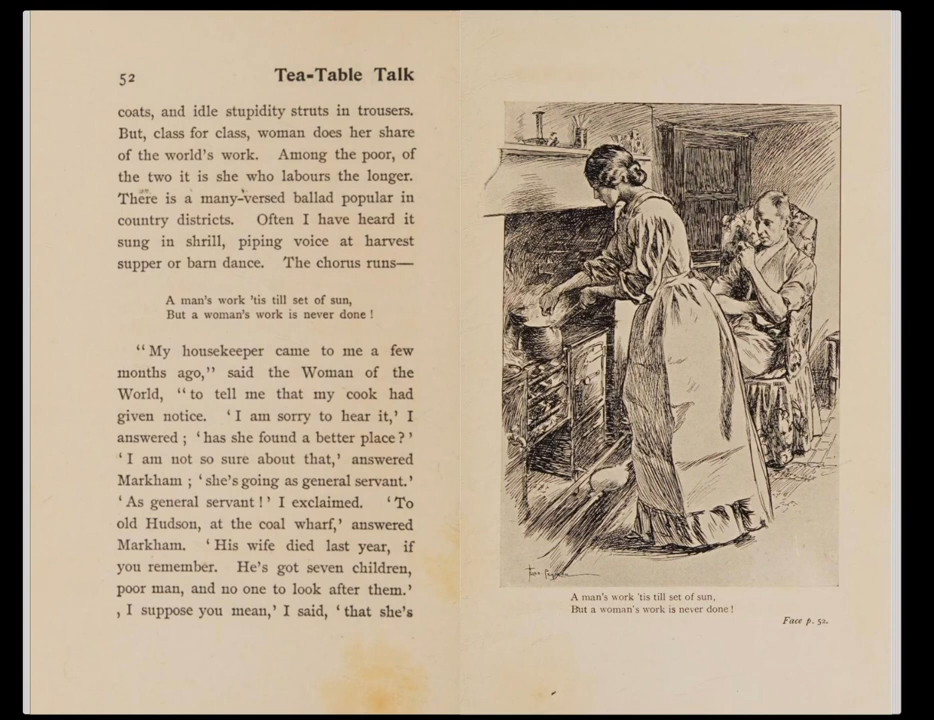 52 Tea-Table Talk
coats, and idle stupidity struts in trousers.
But, class for class, woman does her share
of the world's work. Among the poor, of
the two it is she who labours the longer.
There is a many-versed ballad popular in
country districts. Often I have heard it
sung in shrill, piping voice at harvest
supper or barn dance. The chorus runs—
A man's work 'tis till set of sun,
But a woman's work is never done !
“ My housekeeper came to me a few
months ago,” said the Woman of the
World, “ to tell me that my cook had
given notice. ‘ I am sorry to hear it,’ I
answered ; ‘ has she found a better place ? ’
‘ I am not so sure about that,’ answered
Markham ; ‘ she's going as general servant.’
‘ As general servant ! ’ I exclaimed. ‘ To
old Hudson, at the coal wharf,’ answered
Markham. ‘ His wife died last year, if
you remember. He's got seven children,
poor man, and no one to look after them.’
, I suppose you mean,’ I said, ‘ that she's
A man's work 'tis till set of sun,
But a woman's work is never done !
Face p. 52.